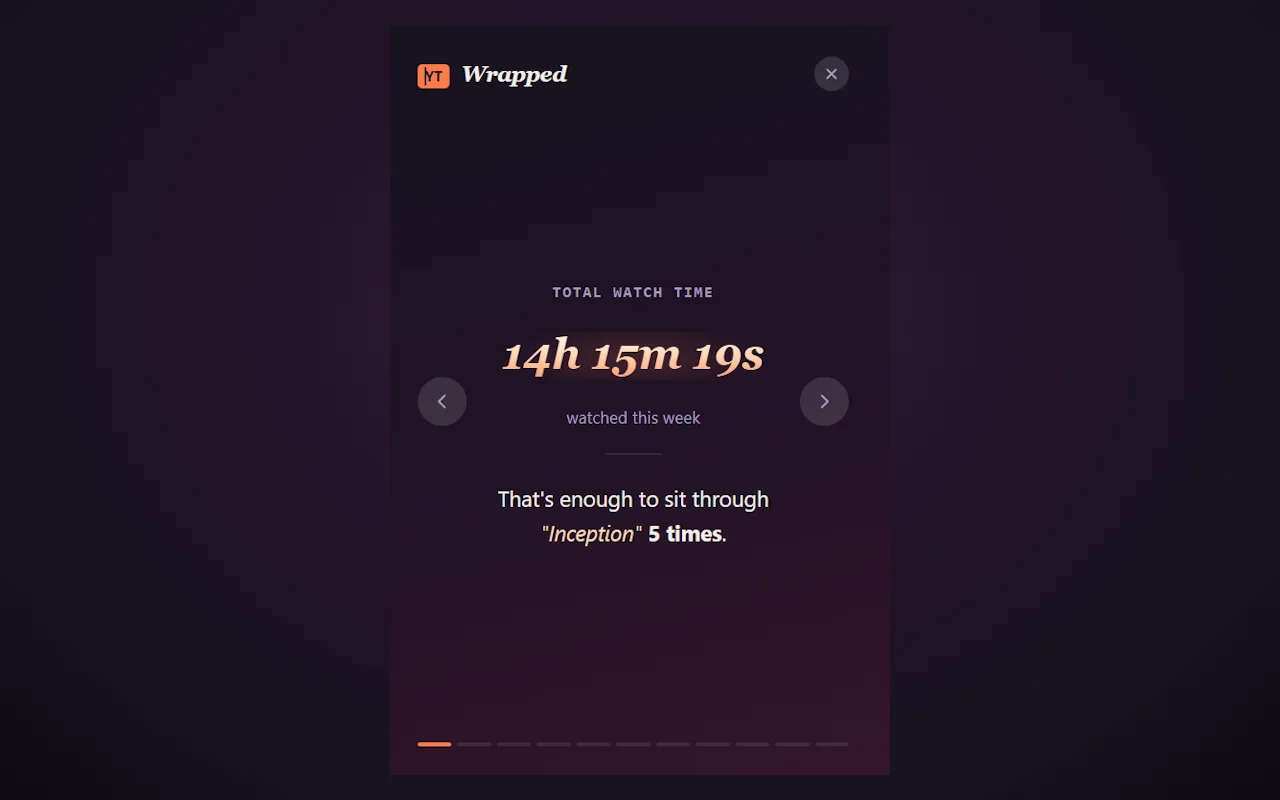 YT Wrapped
TOTAL WATCH TIME
14h 15m 19s
watched this week
That's enough to sit through
"Inception" 5 times.